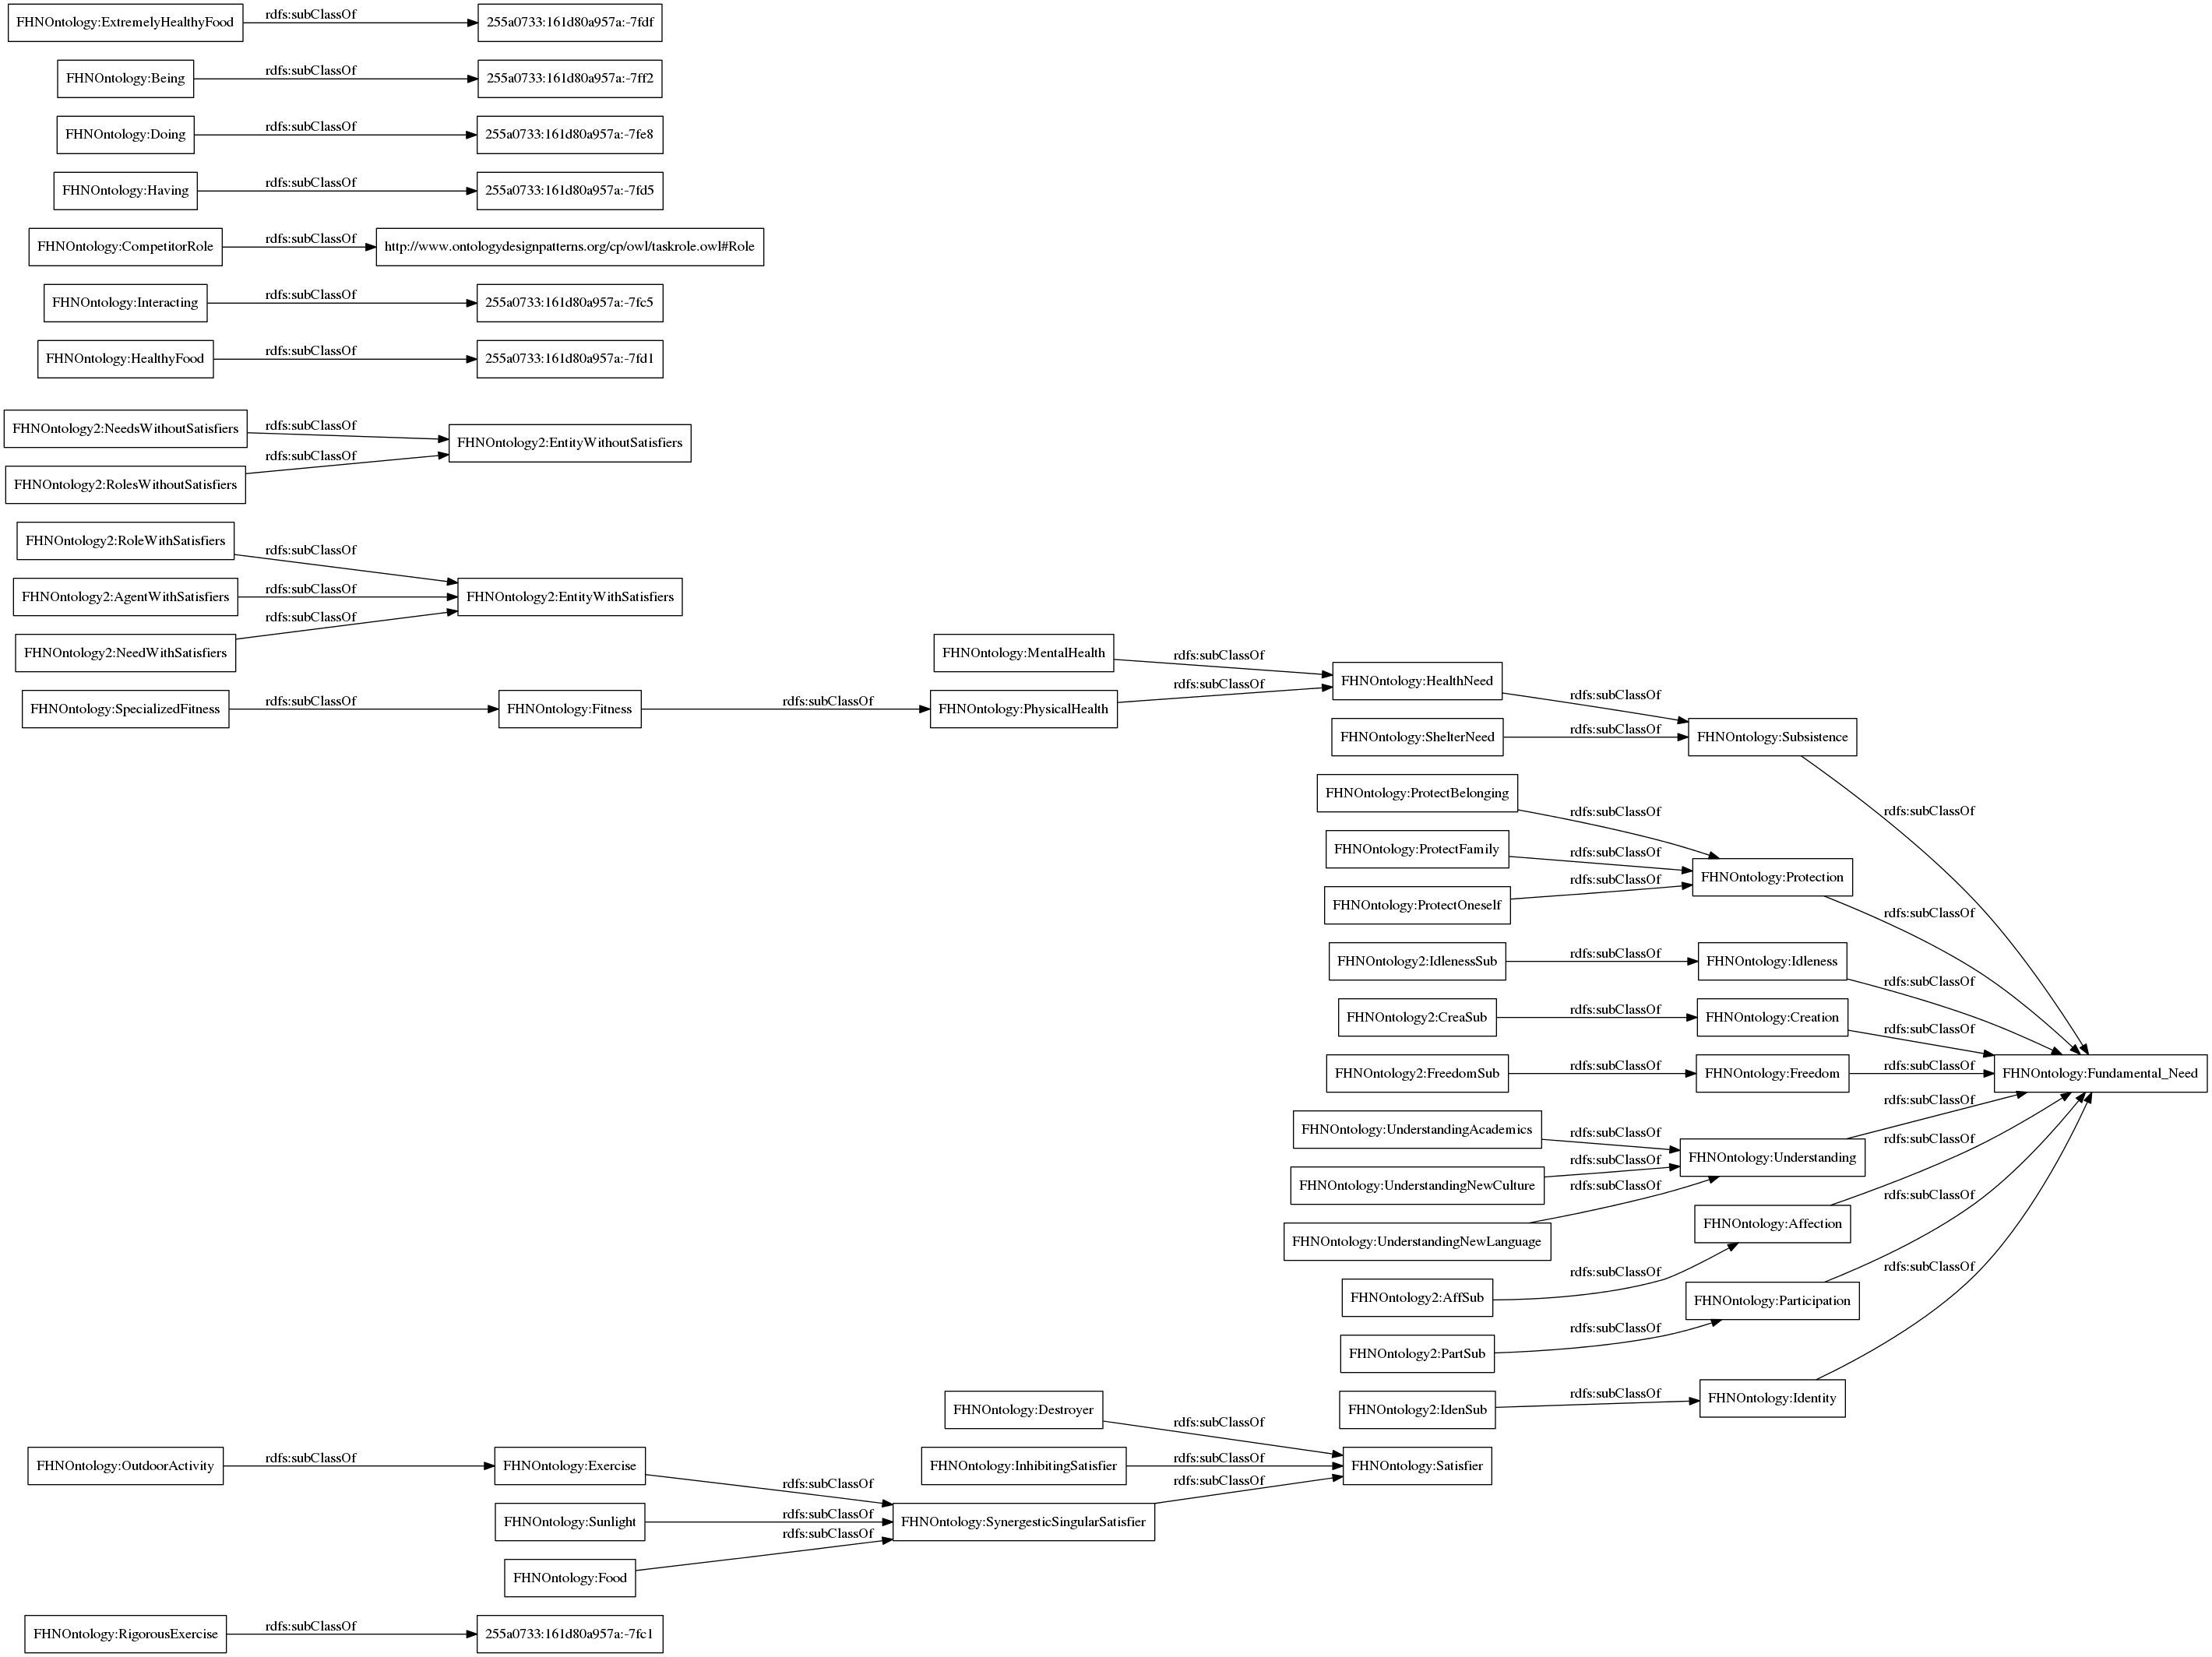 FHNOntology:ExtremelyHealthyFood
rdfs:subClassOf
255a0733:161d80a957a:-7fdf
FHNOntology:Being
rdfs:subClassOf
255a0733:161d80a957a:-7ff2
FHNOntology:Doing
rdfs:subClassOf
255a0733:161d80a957a:-7fe8
FHNOntology:Having
rdfs:subClassOf
255a0733:161d80a957a:-7fd5
FHNOntology:CompetitorRole
rdfs:subClassOf
http://www.ontologydesignpatterns.org/cp/owl/taskrole.owl#Role
FHNOntology:Interacting
rdfs:subClassOf
255a0733:161d80a957a:-7fc5
FHNOntology:HealthyFood
rdfs:subClassOf
255a0733:161d80a957a:-7fd1
FHNOntology2:NeedsWithoutSatisfiers
rdfs:subClassOf
FHNOntology2:EntityWithoutSatisfiers
FHNOntology2:RolesWithoutSatisfiers
rdfs:subClassOf
FHNOntology2:RoleWithSatisfiers
rdfs:subClassOf
FHNOntology2:AgentWithSatisfiers
rdfs:subClassOf
FHNOntology2:EntityWithSatisfiers
FHNOntology2:NeedWithSatisfiers
rdfs:subClassOf
FHNOntology:MentalHealth
rdfs:subClassOf
FHNOntology:HealthNeed
rdfs:subClassOf
FHNOntology:SpecializedFitness
rdfs:subClassOf
FHNOntology:Fitness
rdfs:subClassOf
FHNOntology:PhysicalHealth
rdfs:subClassOf
FHNOntology:ShelterNeed
rdfs:subClassOf
FHNOntology:Subsistence
rdfs:subClassOf
FHNOntology:ProtectBelonging
rdfs:subClassOf
FHNOntology:ProtectFamily
rdfs:subClassOf
FHNOntology:Protection
rdfs:subClassOf
FHNOntology:ProtectOneself
rdfs:subClassOf
FHNOntology2:IdlenessSub
rdfs:subClassOf
FHNOntology:Idleness
rdfs:subClassOf
FHNOntology2:CreaSub
rdfs:subClassOf
FHNOntology:Creation
rdfs:subClassOf
FHNOntology2:FreedomSub
rdfs:subClassOf
FHNOntology:Freedom
rdfs:subClassOf
FHNOntology:Fundamental_Need
FHNOntology:UnderstandingAcademics
rdfs:subClassOf
FHNOntology:Understanding
rdfs:subClassOf
FHNOntology:UnderstandingNewCulture
rdfs:subClassOf
FHNOntology:UnderstandingNewLanguage
rdfs:subClassOf
FHNOntology:Affection
rdfs:subClassOf
FHNOntology2:AffSub
rdfs:subClassOf
FHNOntology:Participation
rdfs:subClassOf
FHNOntology2:PartSub
rdfs:subClassOf
FHNOntology2:IdenSub
rdfs:subClassOf
FHNOntology:Identity
rdfs:subClassOf
FHNOntology:Destroyer
rdfs:subClassOf
FHNOntology:InhibitingSatisfier
rdfs:subClassOf
FHNOntology:Satisfier
FHNOntology:OutdoorActivity
rdfs:subClassOf
FHNOntology:Exercise
rdfs:subClassOf
FHNOntology:Sunlight
rdfs:subClassOf
FHNOntology:SynergesticSingularSatisfier
rdfs:subClassOf
FHNOntology:Food
rdfs:subClassOf
FHNOntology:RigorousExercise
rdfs:subClassOf
255a0733:161d80a957a:-7fc1